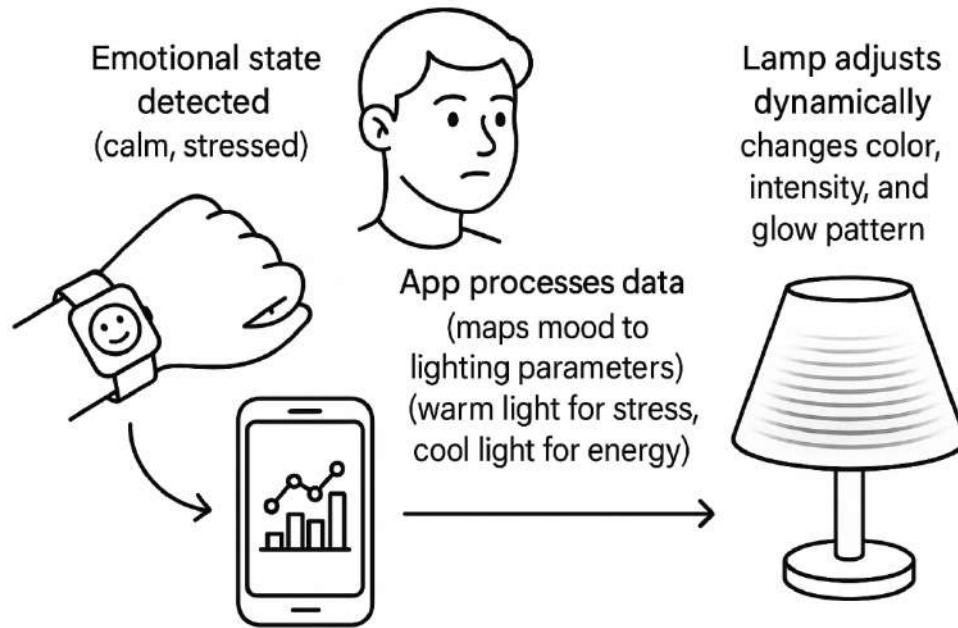 Emotional state
detected
(calm, stressed)
App processes data
(maps mood to
lighting parameters)
(warm light for stress,
cool light for energy)
Lamp adjusts
dynamically
changes color,
intensity, and
glow pattern